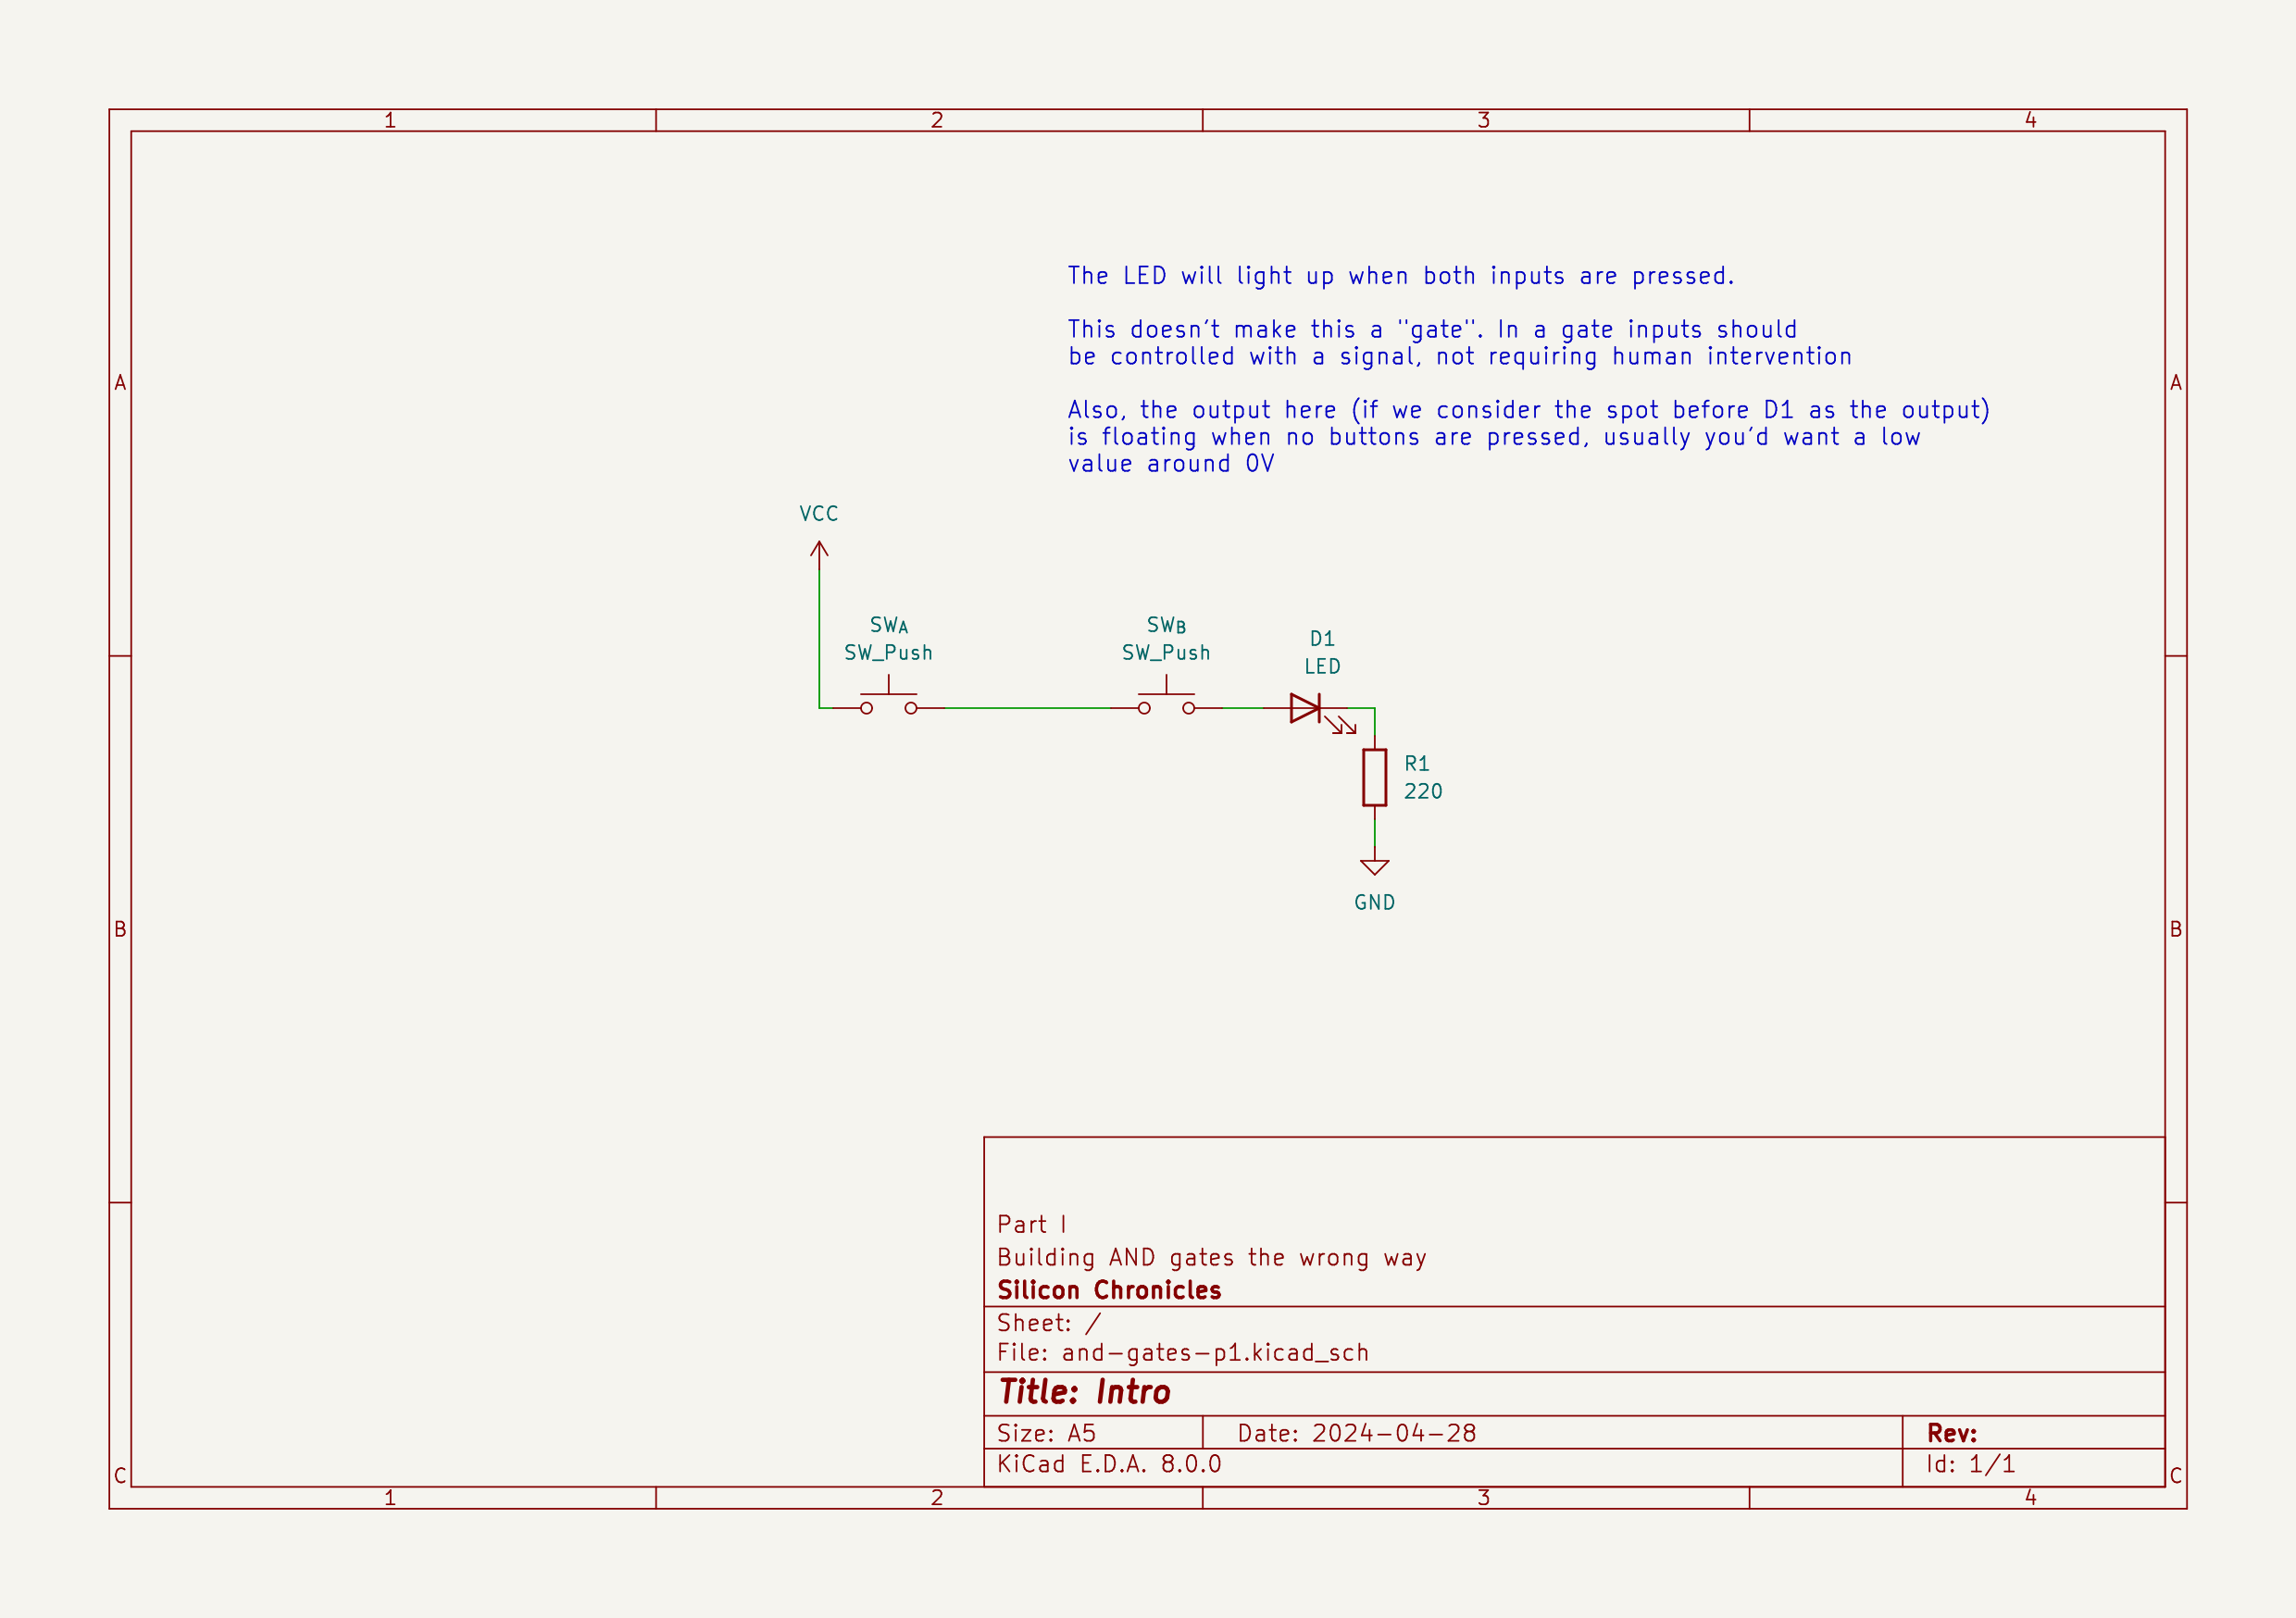 1 2 3 4
The LED will light up when both inputs are pressed.
This doesn't make this a "gate". In a gate inputs should
be controlled with a signal, not requiring human intervention
A A
Also, the output here (if we consider the spot before D1 as the output)
is floating when no buttons are pressed, usually you'd want a low
value around 0V
VCC
SWA SWB
SW_Push SW_Push
D1
LED
R1
220
GND
B B
Part I
Building AND gates the wrong way
Silicon Chronicles
Sheet: /
File: and-gates-p1.kicad_sch
Title: Intro
Size: A5 Date: 2024-04-28 Rev:
KiCad E.D.A. 8.0.0 Id: 1/1
C C
1 2 3 4